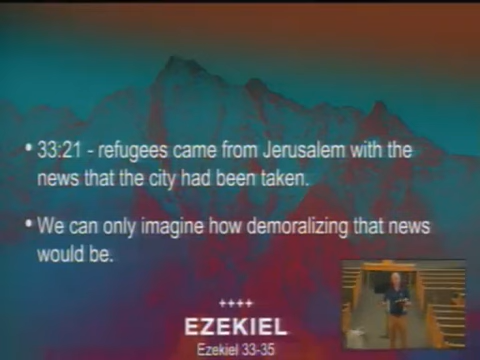 • 33:21 - refugees came from Jerusalem with the
news that the city had been taken.
• We can only imagine how demoralizing that news
would be.
++++
EZEKIEL
Ezekiel 33-35